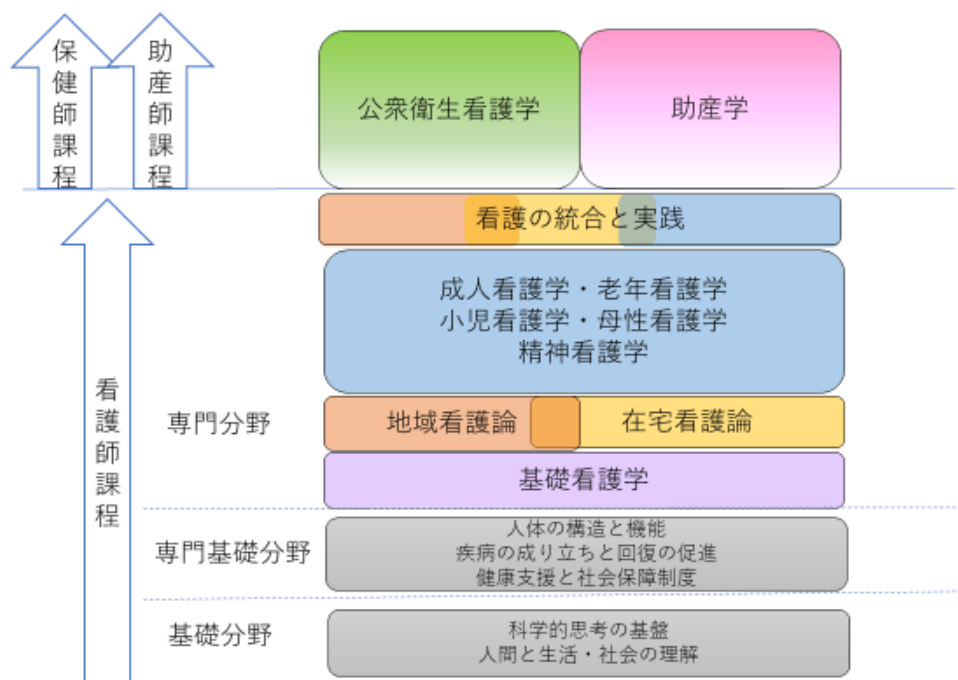 保健師課程
助産師課程
公衆衛生看護学
助産学
看護の統合と実践
成人看護学・老年看護学
小児看護学・母性看護学
精神看護学
看護師課程
専門分野
地域看護論
在宅看護論
基礎看護学
専門基礎分野
人体の構造と機能
疾病の成り立ちと回復の促進
健康支援と社会保障制度
基礎分野
科学的思考の基盤
人間と生活・社会の理解